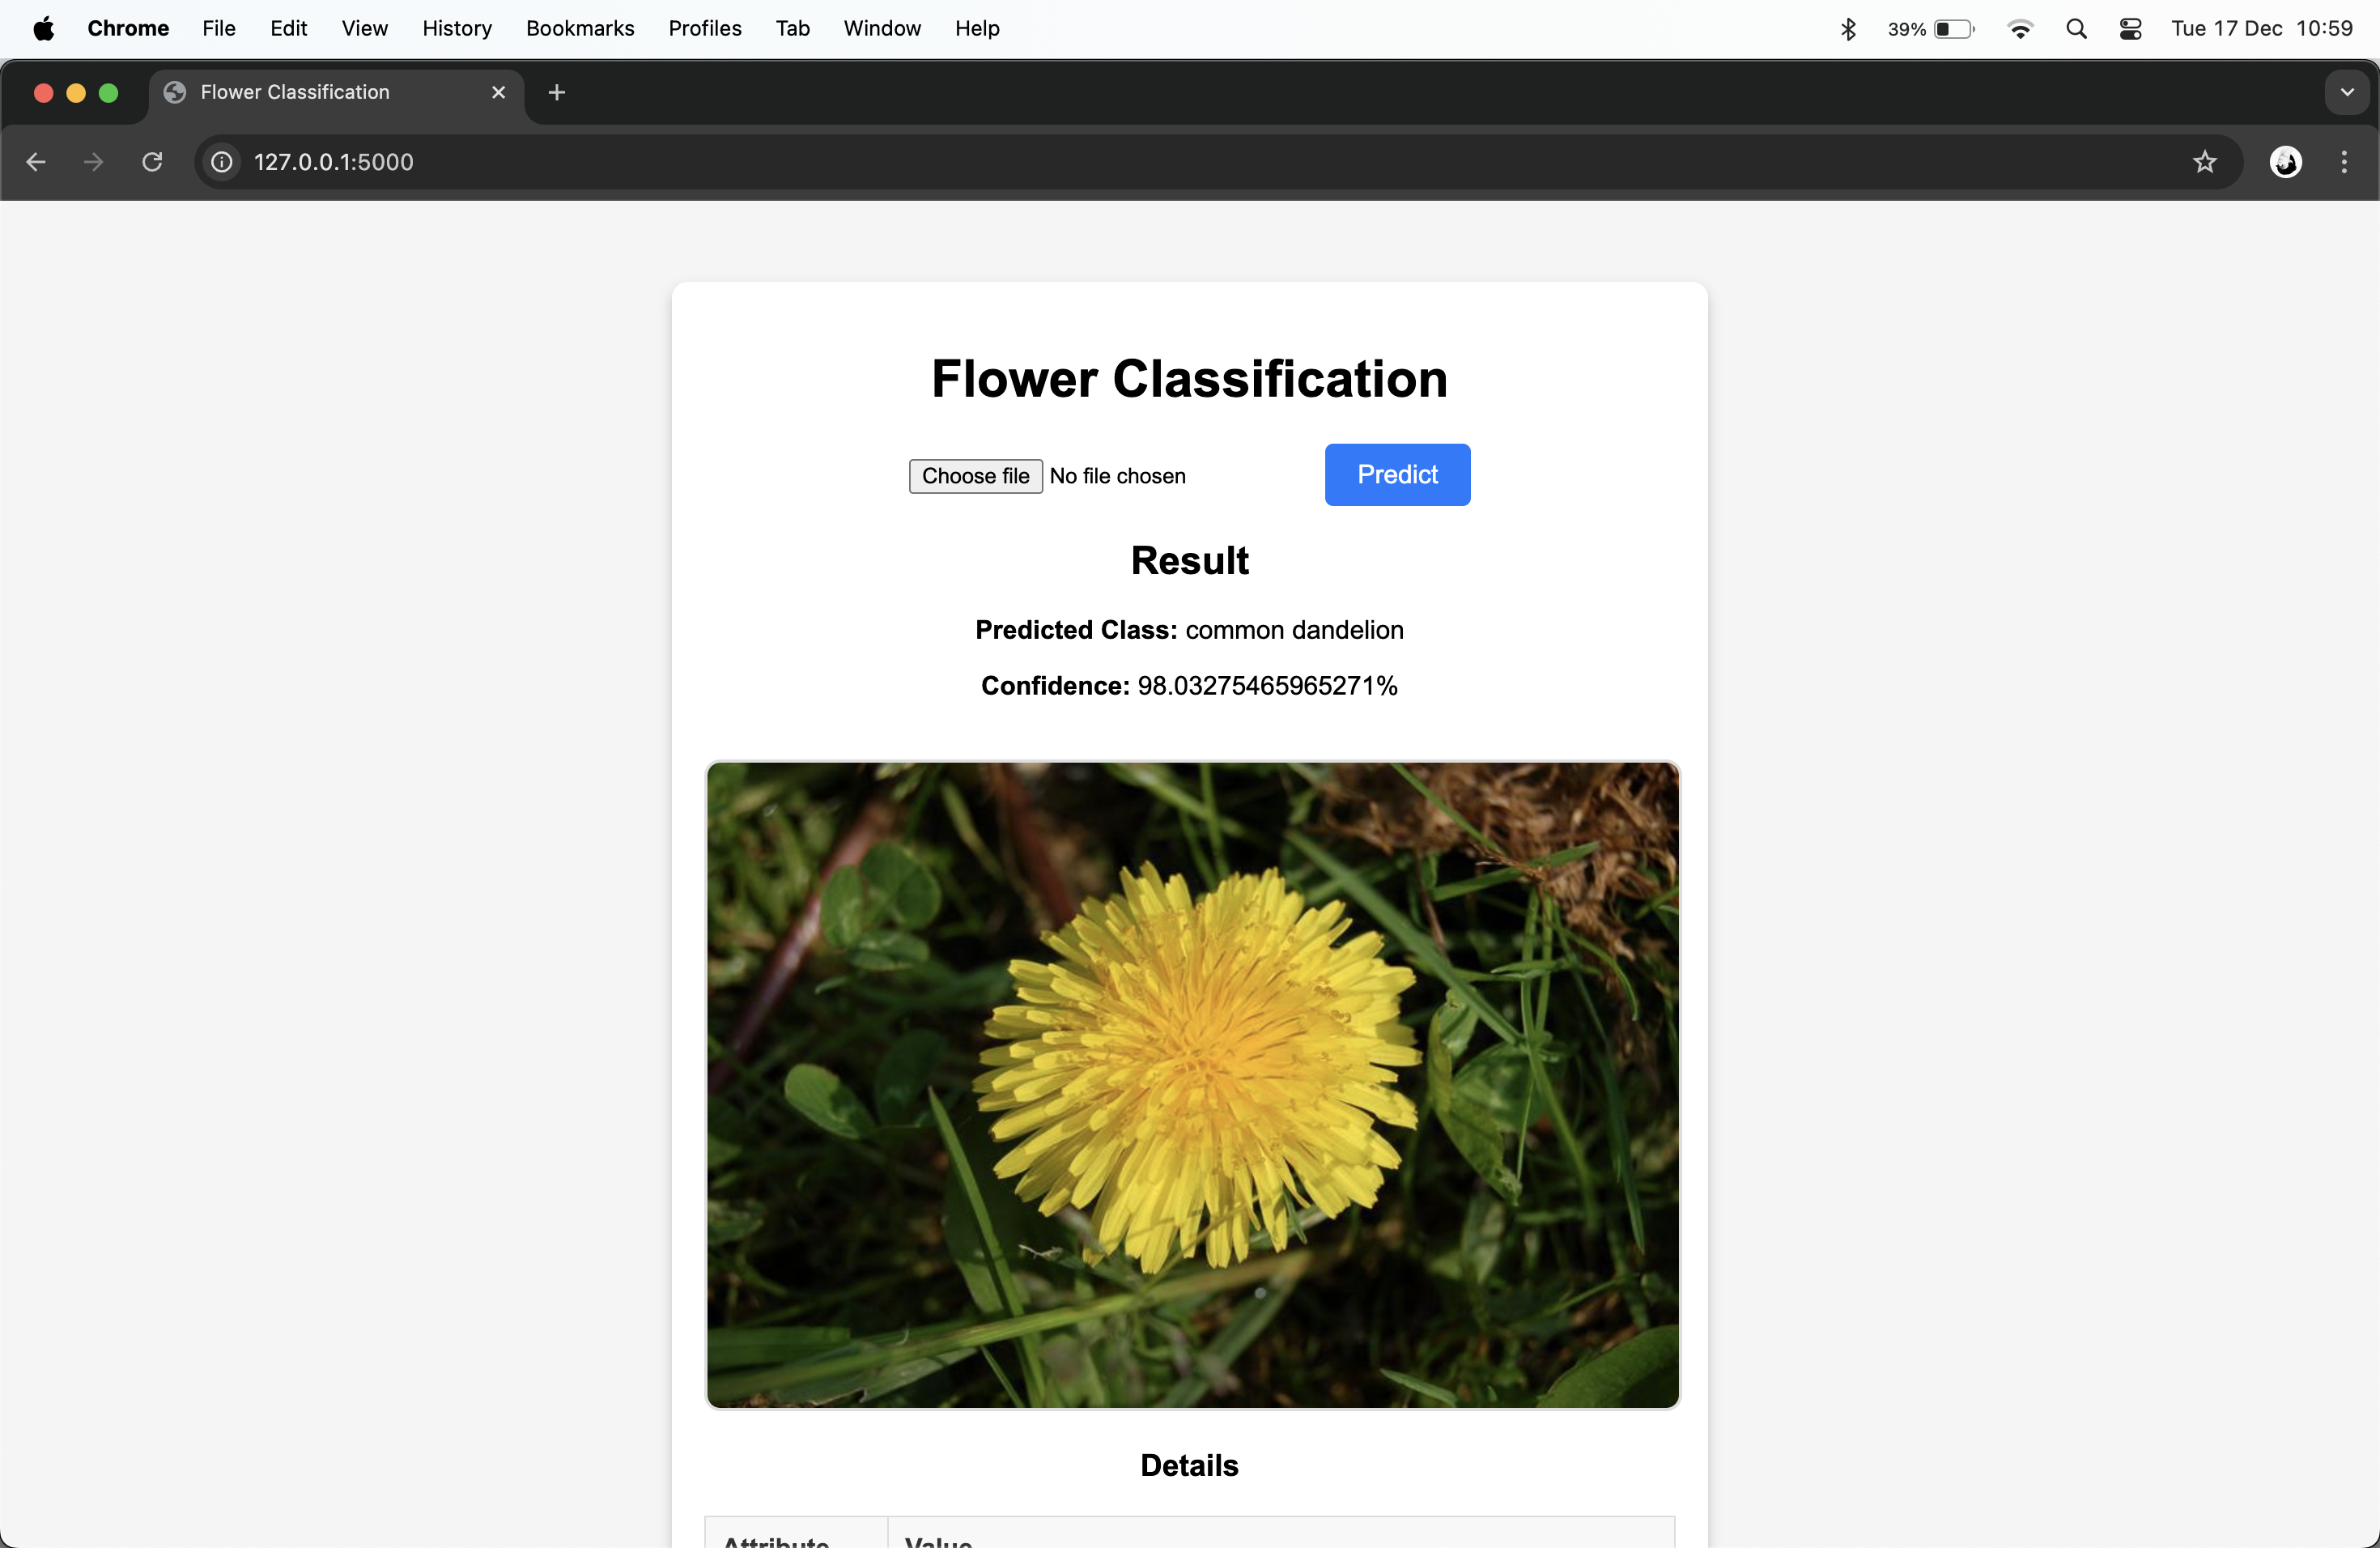 Chrome File Edit View History Bookmarks Profiles Tab Window Help 39% Tue 17 Dec 10:59
Flower Classification
127.0.0.1:5000
Flower Classification
Choose file No file chosen Predict
Result
Predicted Class: common dandelion
Confidence: 98.03275465965271%
Details
Attribute Value